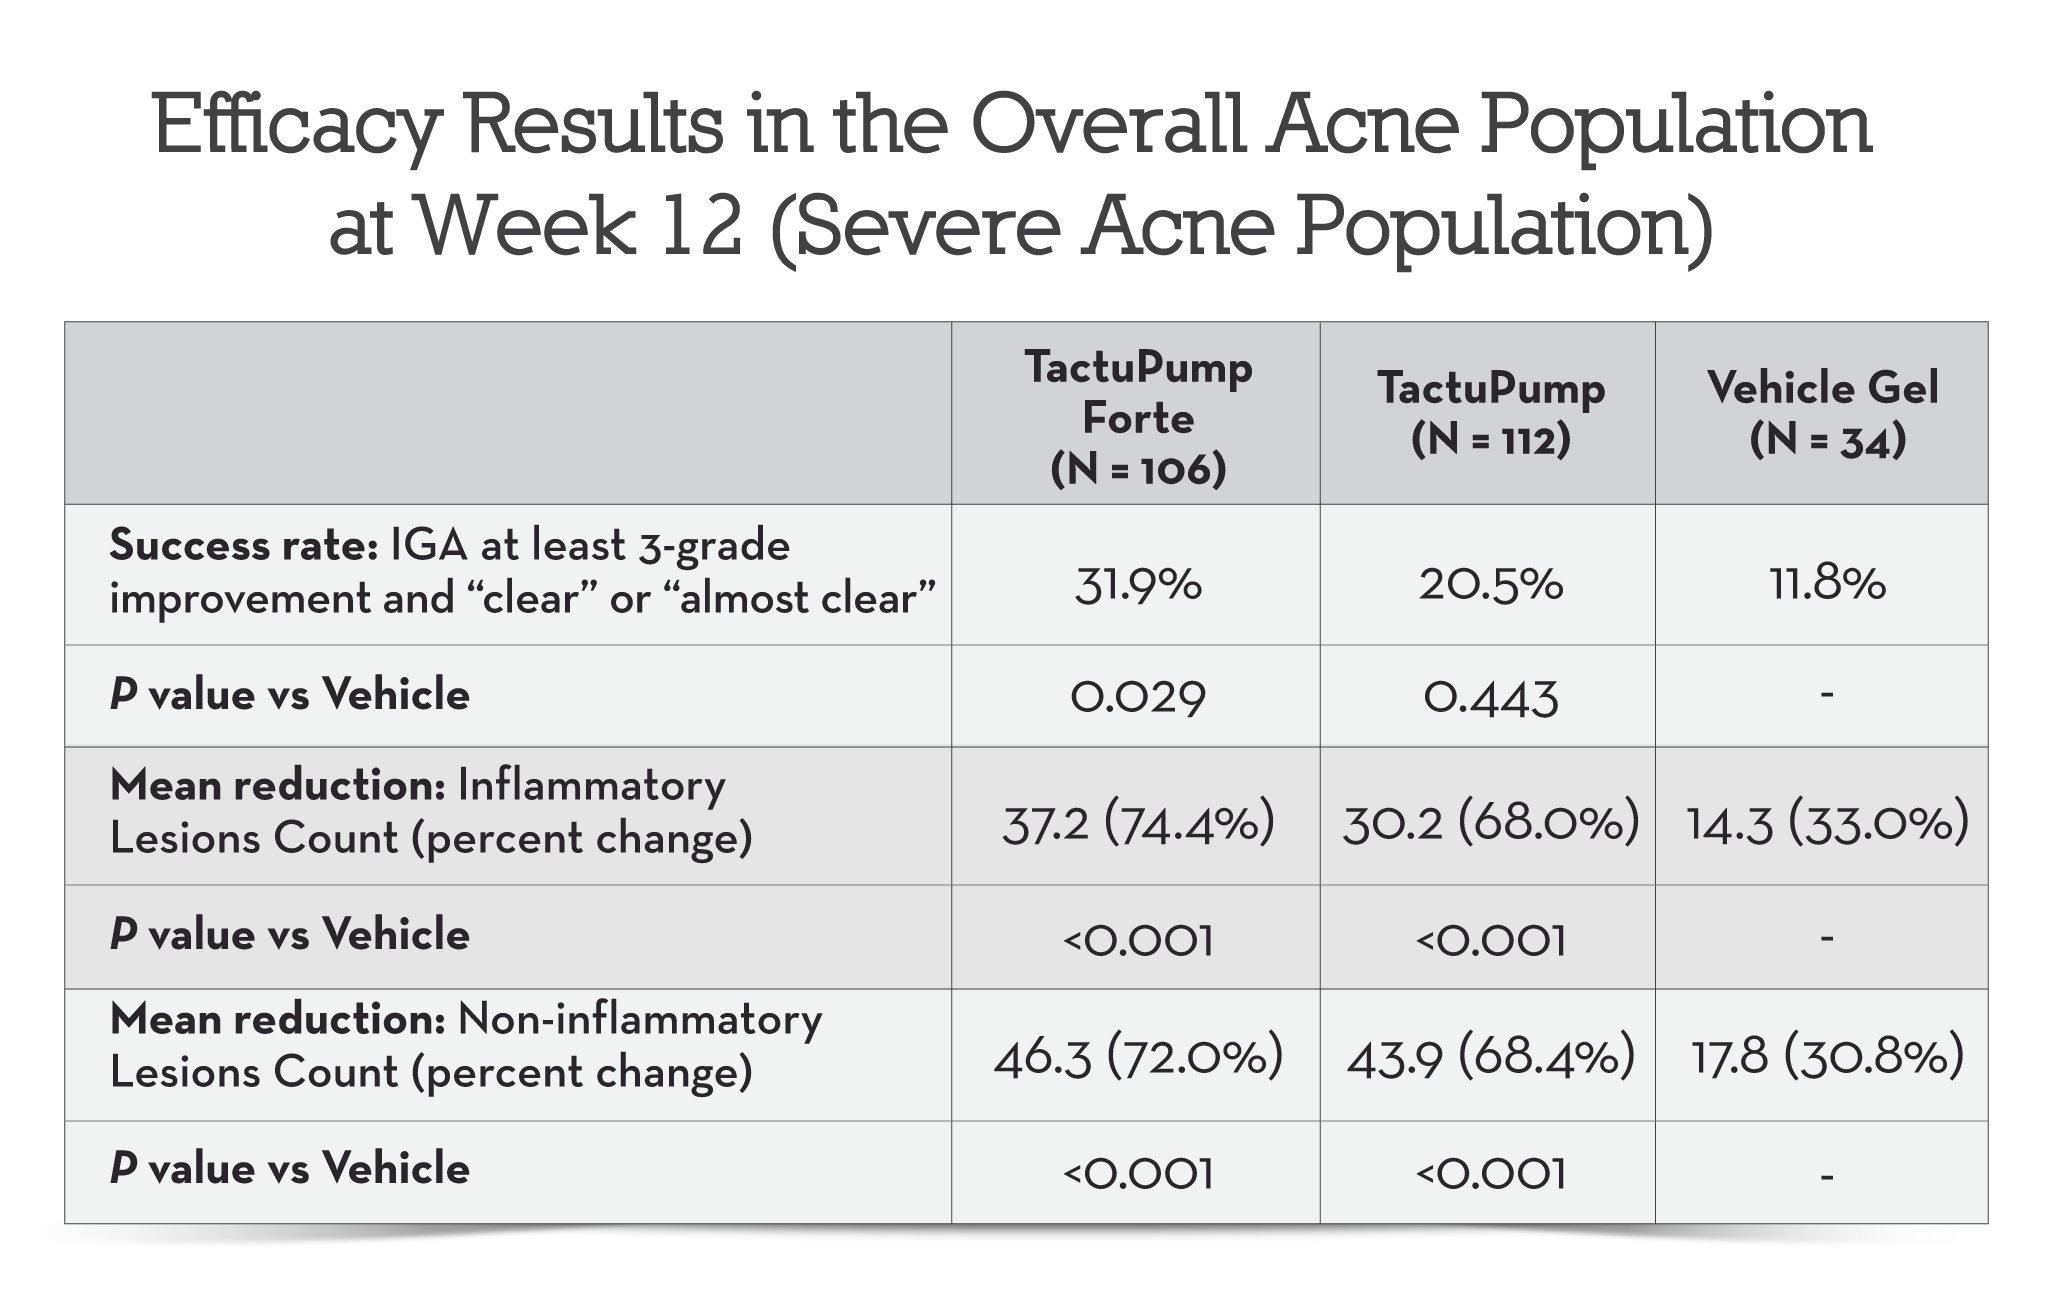 Efficacy Results in the Overall Acne Population
at Week 12 (Severe Acne Population)
TactuPump
Forte
(N = 106)
TactuPump
(N = 112)
Vehicle Gel
(N = 34)
Success rate: IGA at least 3-grade
improvement and “clear” or “almost clear”
31.9%
20.5%
11.8%
P value vs Vehicle
0.029
0.443
-
Mean reduction: Inflammatory
Lesions Count (percent change)
37.2 (74.4%)
30.2 (68.0%)
14.3 (33.0%)
P value vs Vehicle
<0.001
<0.001
-
Mean reduction: Non-inflammatory
Lesions Count (percent change)
46.3 (72.0%)
43.9 (68.4%)
17.8 (30.8%)
P value vs Vehicle
<0.001
<0.001
-